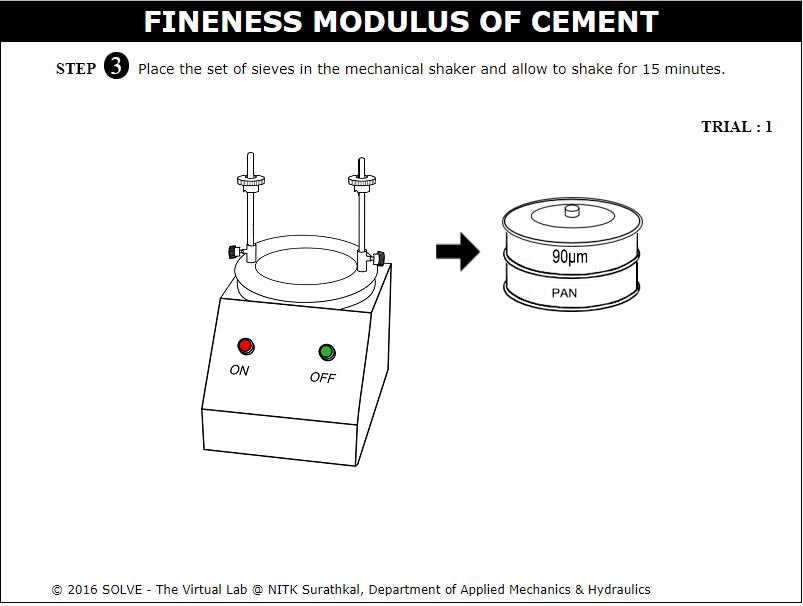 FINENESS MODULUS OF CEMENT
STEP 3 Place the set of sieves in the mechanical shaker and allow to shake for 15 minutes.
TRIAL : 1
90μm
PAN
ON
OFF
© 2016 SOLVE - The Virtual Lab @ NITK Surathkal, Department of Applied Mechanics & Hydraulics